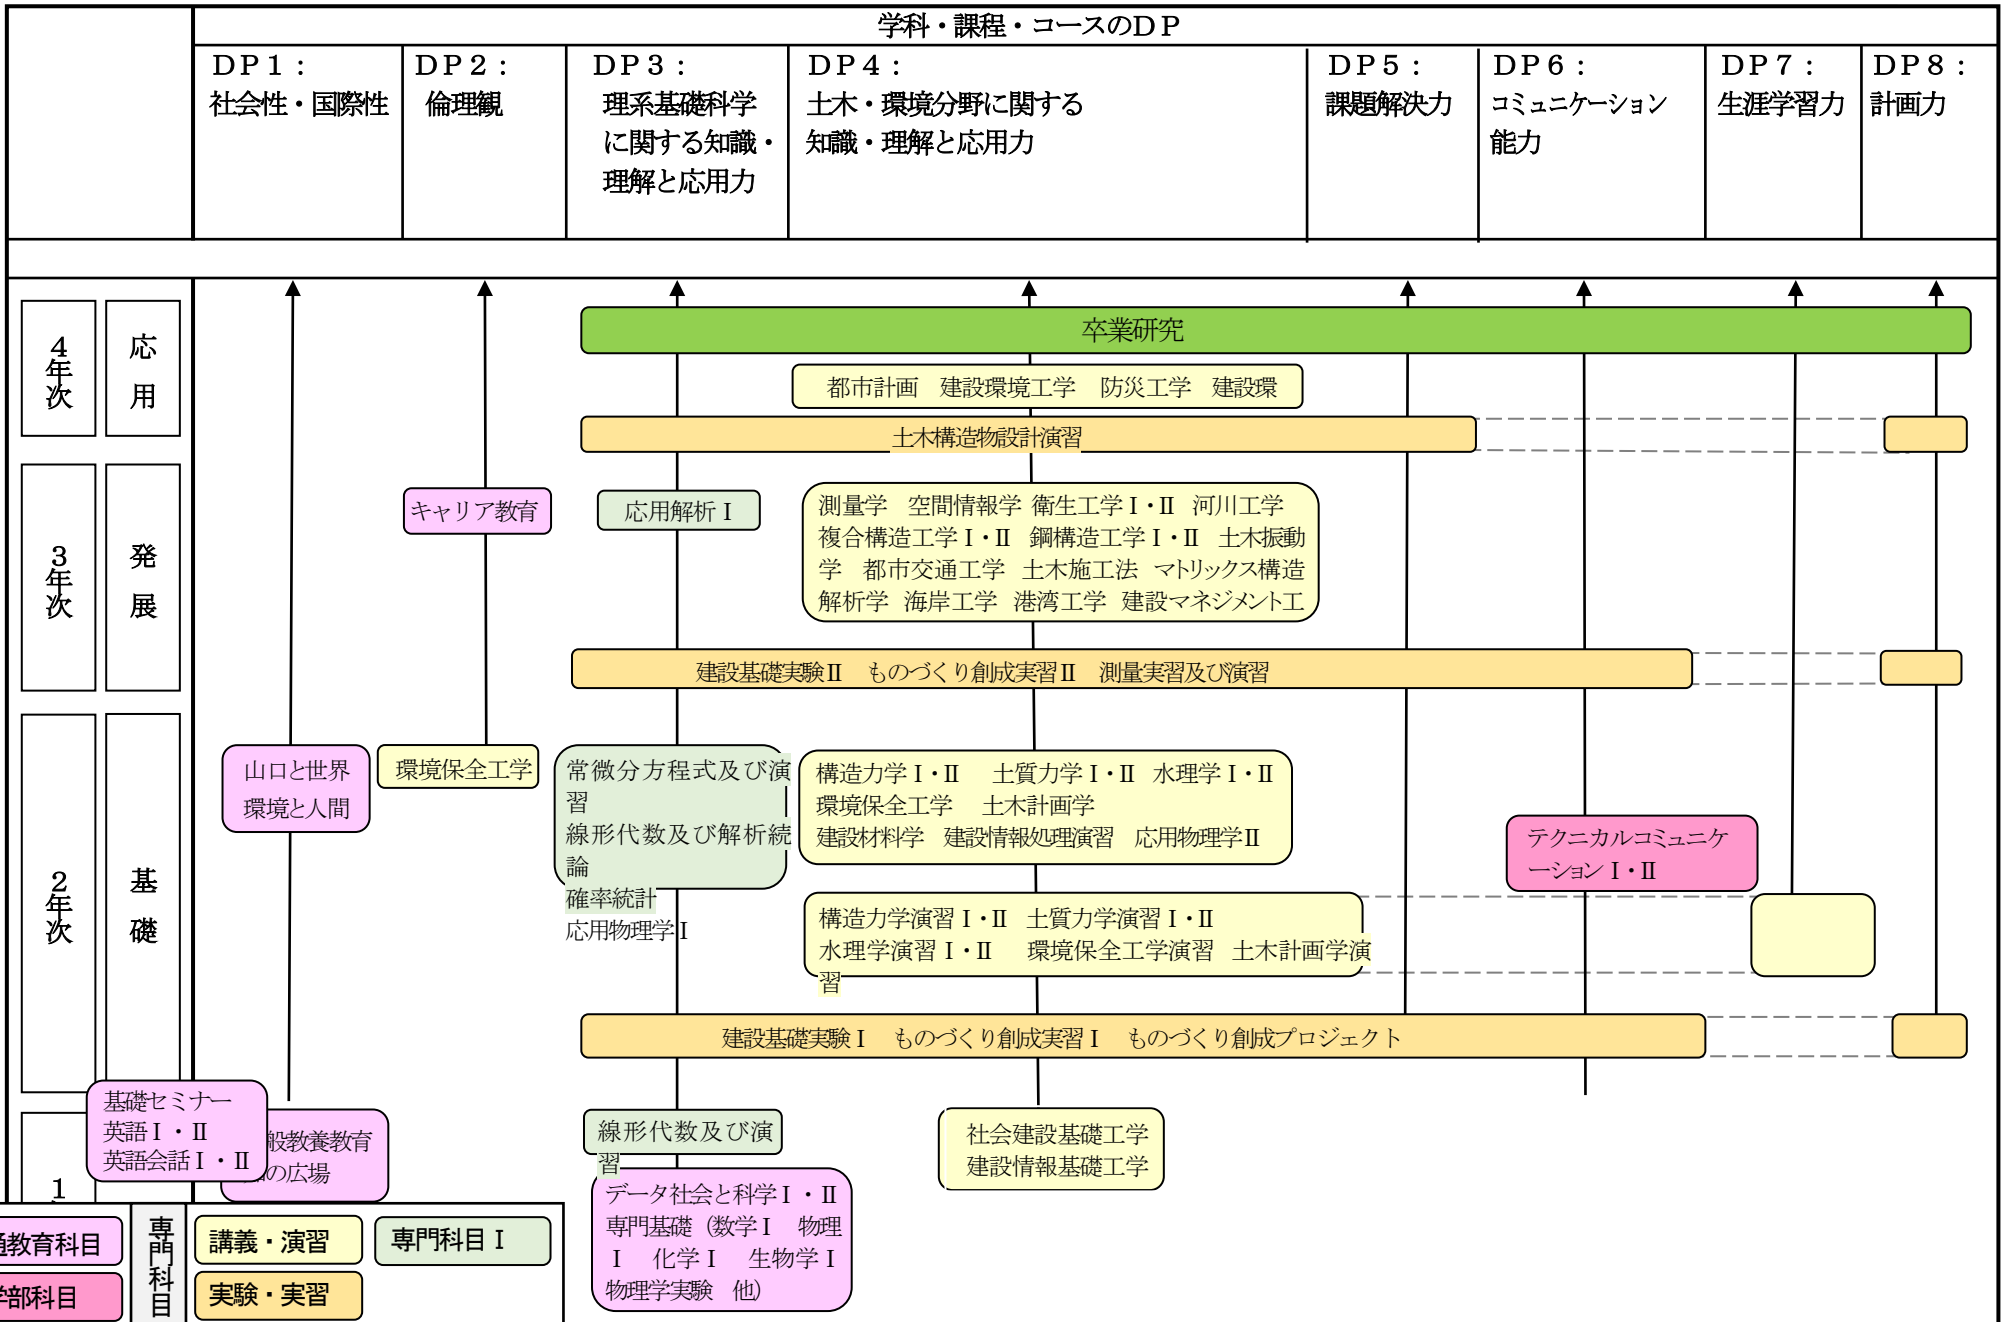 学科・課程・コースのDP
DP1：
社会性・国際性
DP2：
倫理観
DP3：
理系基礎科学
に関する知識・
理解と応用力
DP4：
土木・環境分野に関する
知識・理解と応用力
DP5：
課題解決力
DP6：
コミュニケーション
能力
DP7：
生涯学習力
DP8：
計画力
4年次
応用
卒業研究
都市計画　建設環境工学　防災工学　建設環
土木構造物設計演習
3年次
発展
キャリア教育
応用解析Ⅰ
測量学　空間情報学 衛生工学Ⅰ・Ⅱ　河川工学
複合構造工学Ⅰ・Ⅱ　鋼構造工学Ⅰ・Ⅱ　土木振動
学　都市交通工学　土木施工法　マトリックス構造
解析学　海岸工学　港湾工学　建設マネジメント工
建設基礎実験Ⅱ　ものづくり創成実習Ⅱ　測量実習及び演習
2年次
基礎
山口と世界
環境と人間
環境保全工学
常微分方程式及び演
習
線形代数及び解析続
論
確率統計
応用物理学Ⅰ
構造力学Ⅰ・Ⅱ　土質力学Ⅰ・Ⅱ　水理学Ⅰ・Ⅱ
環境保全工学　土木計画学
建設材料学　建設情報処理演習　応用物理学Ⅱ
テクニカルコミュニケ
ーションⅠ・Ⅱ
構造力学演習Ⅰ・Ⅱ　土質力学演習Ⅰ・Ⅱ
水理学演習Ⅰ・Ⅱ　環境保全工学演習　土木計画学演
習
建設基礎実験Ⅰ　ものづくり創成実習Ⅰ　ものづくり創成プロジェクト
1
基礎セミナー
英語Ⅰ・Ⅱ
英語会話Ⅰ・Ⅱ
般教養教育
の広場
線形代数及び演
習
データ社会と科学Ⅰ・Ⅱ
専門基礎（数学Ⅰ　物理
Ⅰ　化学Ⅰ　生物学Ⅰ
物理学実験　他）
社会建設基礎工学
建設情報基礎工学
教育科目
学部科目
専門科目
講義・演習
専門科目Ⅰ
実験・実習